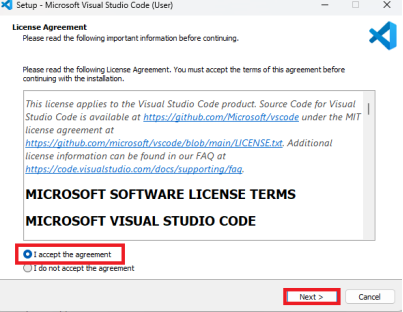 Setup - Microsoft Visual Studio Code (User)
License Agreement
Please read the following important information before continuing.
Please read the following License Agreement. You must accept the terms of this agreement before
continuing with the installation.
This license applies to the Visual Studio Code product. Source Code for Visual
Studio Code is available at https://github.com/Microsoft/vscode under the MIT
license agreement at
https://github.com/microsoft/vscode/blob/main/LICENSE.txt. Additional
license information can be found in our FAQ at
https://code.visualstudio.com/docs/supporting/faq.
MICROSOFT SOFTWARE LICENSE TERMS
MICROSOFT VISUAL STUDIO CODE
I accept the agreement
I do not accept the agreement
Next >
Cancel